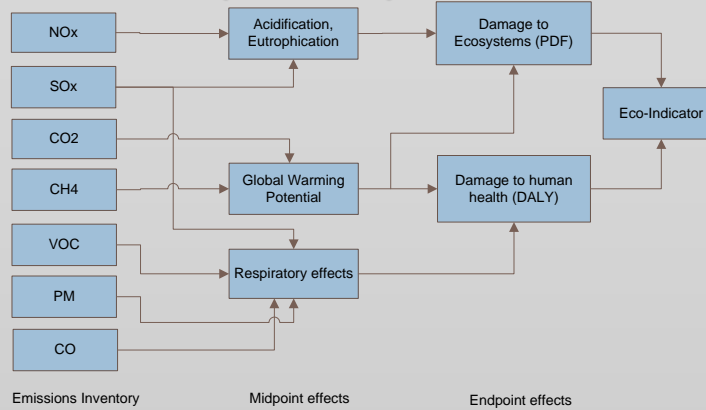 NOx
SOx
CO2
CH4
VOC
PM
CO
Acidification,
Eutrophication
Global Warming
Potential
Respiratory effects
Damage to
Ecosystems (PDF)
Damage to human
health (DALY)
Eco-Indicator
Emissions Inventory
Midpoint effects
Endpoint effects